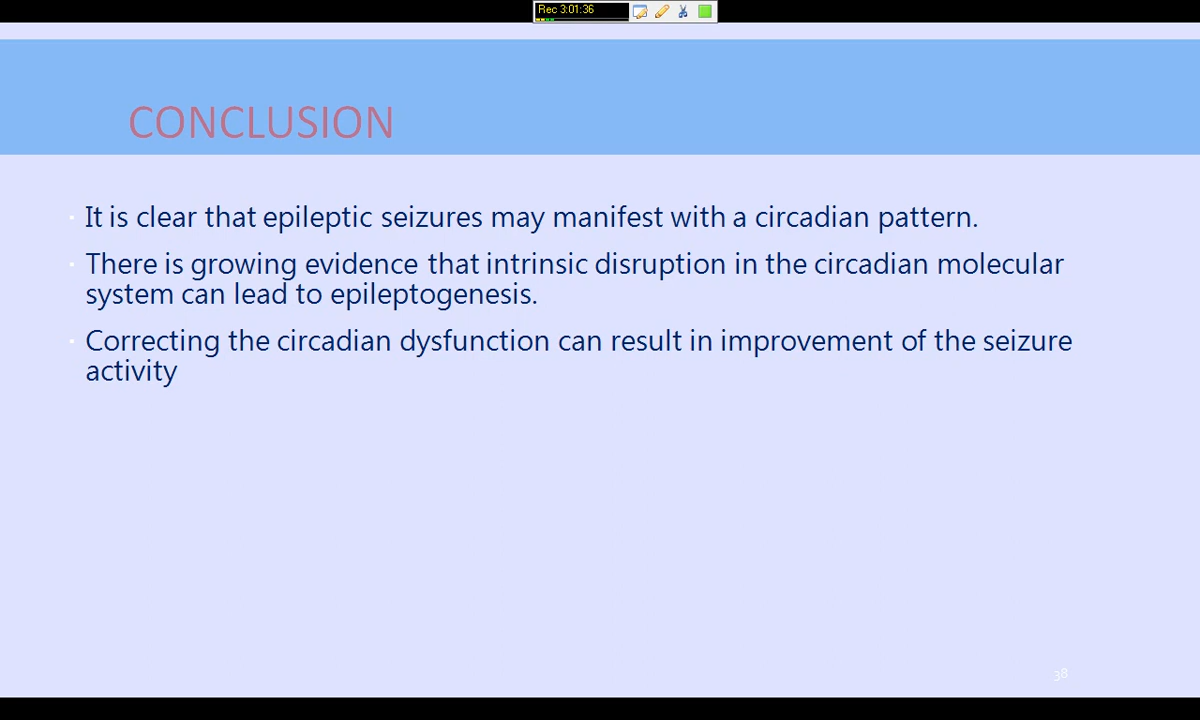 Rec 3:01:36
CONCLUSION
· It is clear that epileptic seizures may manifest with a circadian pattern.
· There is growing evidence that intrinsic disruption in the circadian molecular
system can lead to epileptogenesis.
· Correcting the circadian dysfunction can result in improvement of the seizure
activity
38